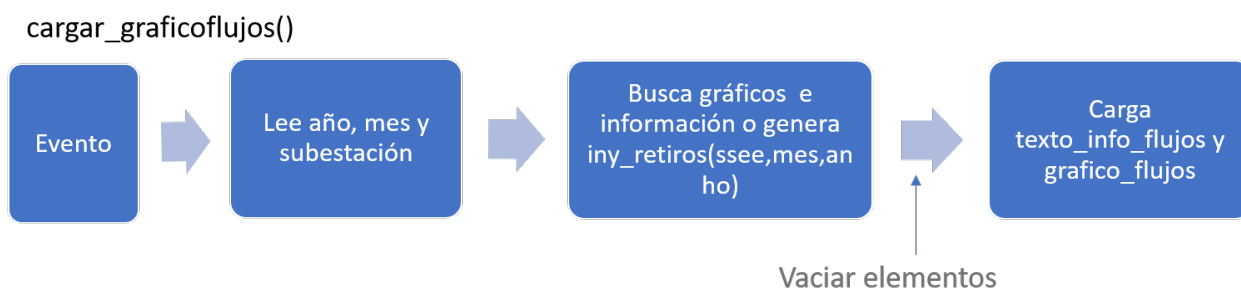 cargar_graficoflujos()
Evento
Lee año, mes y
subestación
Busca gráficos e
información o genera
iny_retiros(ssee,mes,an
ho)
Carga
texto_info_flujos y
grafico_flujos
Vaciar elementos